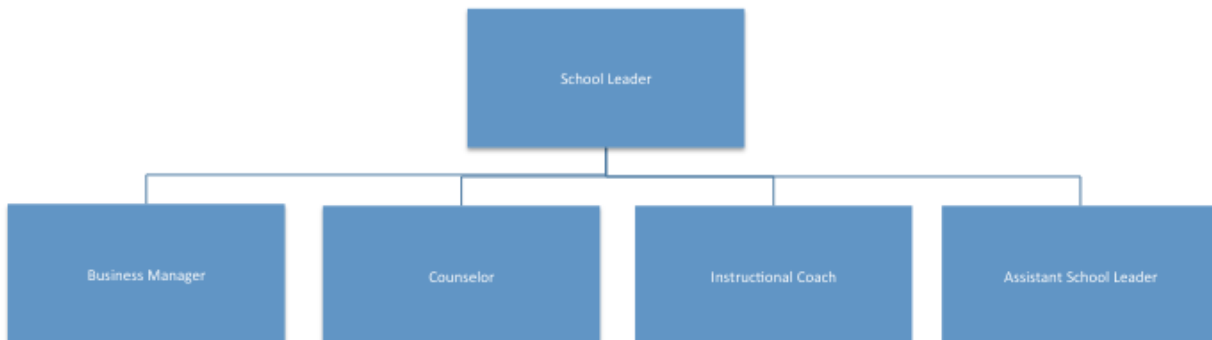 School Leader
Business Manager
Counselor
Instructional Coach
Assistant School Leader